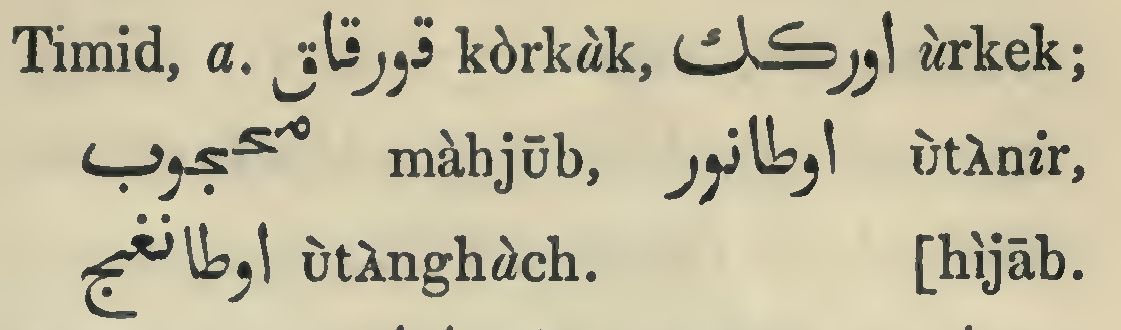 Timid, a. قورقاق kòrkàk, اوركك ùrkek;
محجوب màhjūb, اوطانور ùtànir,
اوطانغج ùtànghàch. [hìjāb.